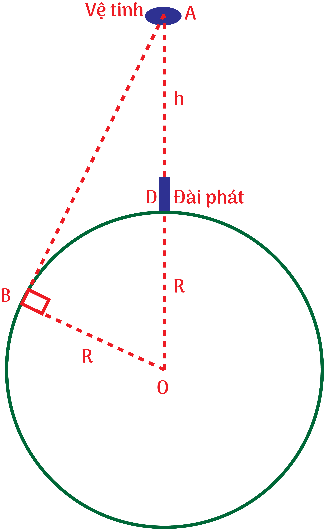 Vệ tinh A
h
D Đài phát
R
B
R
O